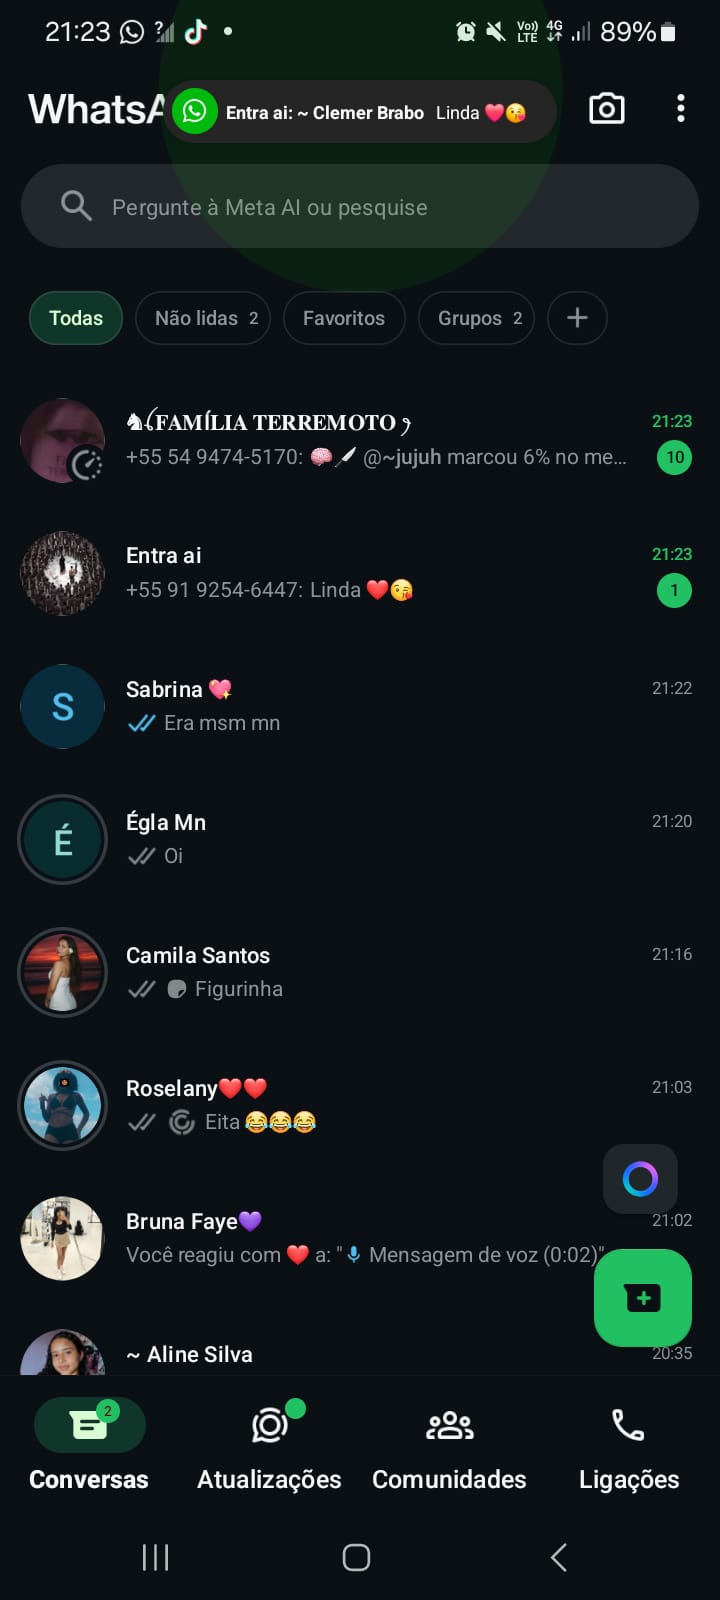 21:23 ? Vo)) LTE 4G 89%
WhatsA
Entra ai: ~ Clemer Brabo Linda ❤️😘
Pergunte à Meta AI ou pesquise
Todas Não lidas 2 Favoritos Grupos 2 +
♞⦏FAMÍLIA TERREMOTO 21:23
+55 54 9474-5170: 🧠🔪 @~jujuh marcou 6% no me... 10
Entra ai 21:23
+55 91 9254-6447: Linda ❤️😘 1
S Sabrina 💖 21:22
Era msm mn
É Égla Mn 21:20
Oi
Camila Santos 21:16
Figurinha
Roselany❤️❤️ 21:03
Eita 😂😂😂
Bruna Faye💜 21:02
Você reagiu com ❤️ a: "🎙 Mensagem de voz (0:02)"
~ Aline Silva 20:35
2
Conversas Atualizações Comunidades Ligações